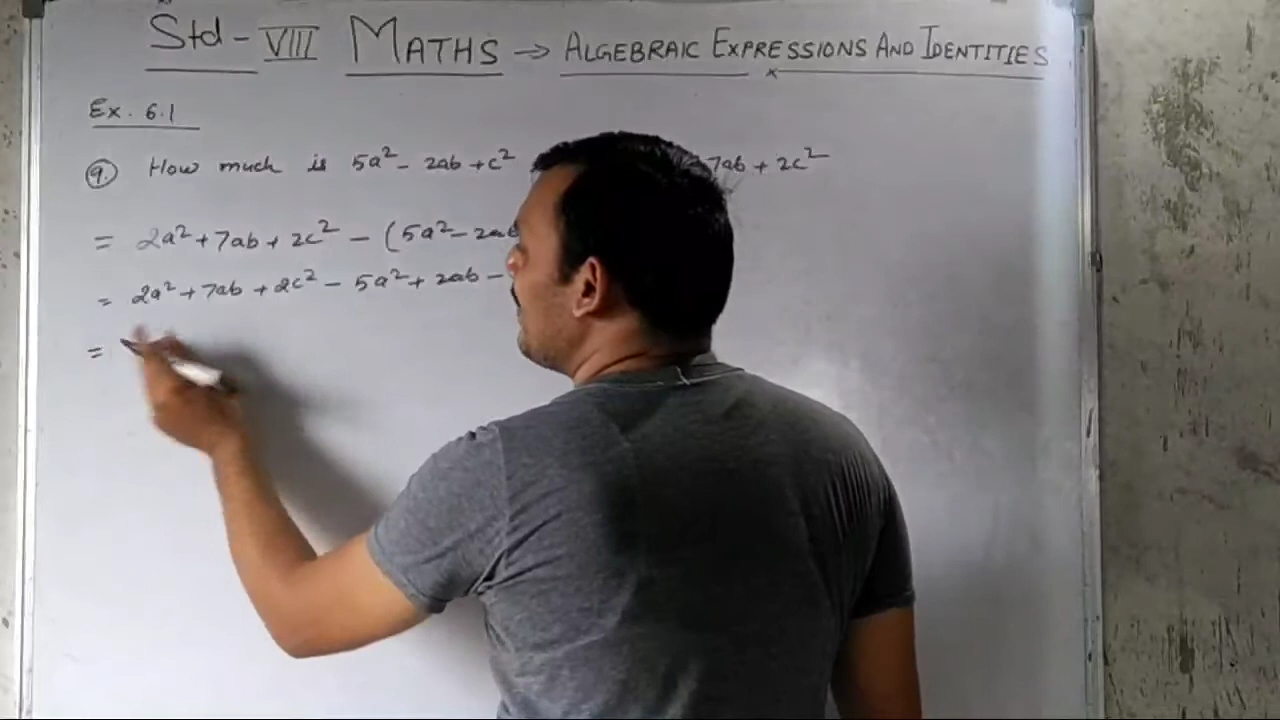 Std - VIII MATHS → ALGEBRAIC EXPRESSIONS AND IDENTITIES
Ex. 6.1
9 How much is 5a² - 2ab + c² 7ab + 2c²
= 2a² + 7ab + 2c² - (5a² - 2ab
= 2a² + 7ab + 2c² - 5a² + 2ab -
=